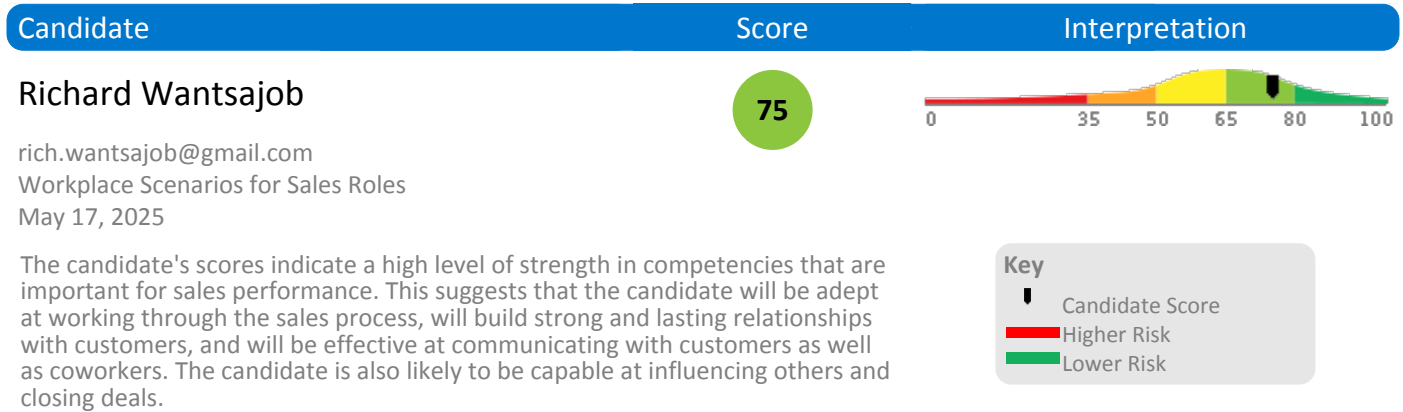 Candidate Score Interpretation
Richard Wantsajob
75
0 35 50 65 80 100
rich.wantsajob@gmail.com
Workplace Scenarios for Sales Roles
May 17, 2025
The candidate's scores indicate a high level of strength in competencies that are
important for sales performance. This suggests that the candidate will be adept
at working through the sales process, will build strong and lasting relationships
with customers, and will be effective at communicating with customers as well
as coworkers. The candidate is also likely to be capable at influencing others and
closing deals.
Key
Candidate Score
Higher Risk
Lower Risk